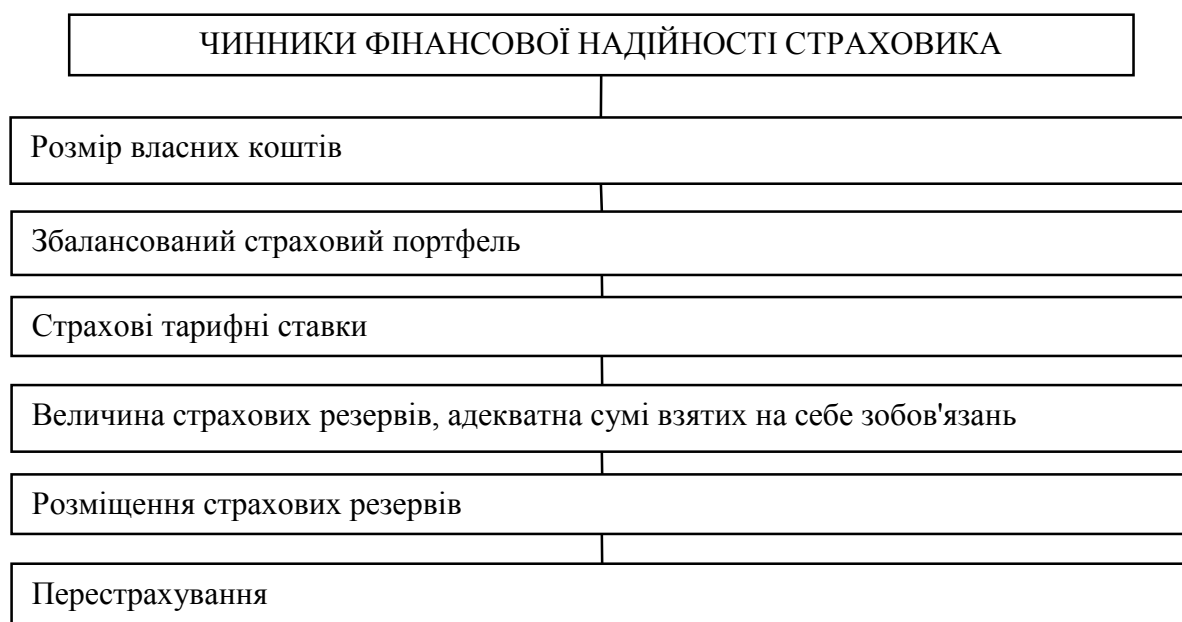 ЧИННИКИ ФІНАНСОВОЇ НАДІЙНОСТІ СТРАХОВИКА
Розмір власних коштів
Збалансований страховий портфель
Страхові тарифні ставки
Величина страхових резервів, адекватна сумі взятих на себе зобов'язань
Розміщення страхових резервів
Перестрахування